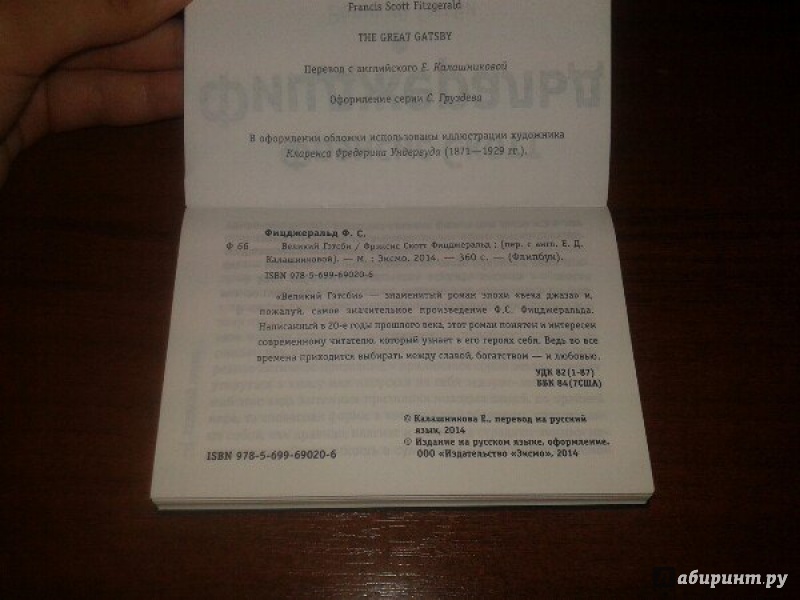 Francis Scott Fitzgerald
THE GREAT GATSBY
Перевод с английского Е. Калашниковой
Оформление серии С. Груздева
В оформлении обложки использованы иллюстрации художника
Кларенса Фредерика Ундервуда (1871—1929 гг.).
Фицджеральд Ф. С.
Ф 66 Великий Гэтсби / Фрэнсис Скотт Фицджеральд ; (пер. с англ. Е. Д.
Калашниковой). — М. : Эксмо, 2014. — 360 с. — (Флипбук).
ISBN 978-5-699-69020-6
«Великий Гэтсби» — знаменитый роман эпохи «века джаза» и,
пожалуй, самое значительное произведение Ф.С. Фицджеральда.
Написанный в 20-е годы прошлого века, этот роман понятен и интересен
современному читателю, который узнает в его героях себя. Ведь во все
времена приходится выбирать между славой, богатством — и любовью.
УДК 82(1-87)
ББК 84(7США)
© Калашникова Е., перевод на русский
язык, 2014
© Издание на русском языке, оформление.
ООО «Издательство «Эксмо», 2014
ISBN 978-5-699-69020-6
абиринт.ру